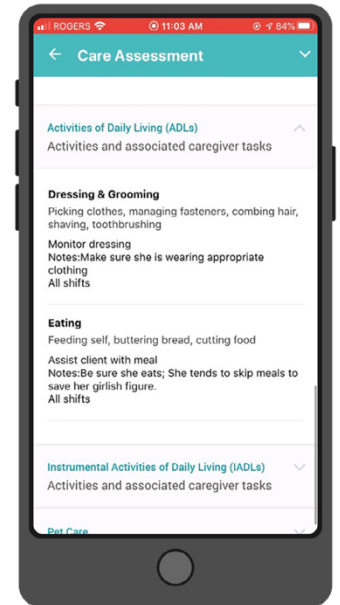 ROGERS 11:03 AM 84%
Care Assessment
Activities of Daily Living (ADLs)
Activities and associated caregiver tasks
Dressing & Grooming
Picking clothes, managing fasteners, combing hair,
shaving, toothbrushing
Monitor dressing
Notes:Make sure she is wearing appropriate
clothing
All shifts
Eating
Feeding self, buttering bread, cutting food
Assist client with meal
Notes:Be sure she eats; She tends to skip meals to
save her girlish figure.
All shifts
Instrumental Activities of Daily Living (IADLs)
Activities and associated caregiver tasks
Pet Care